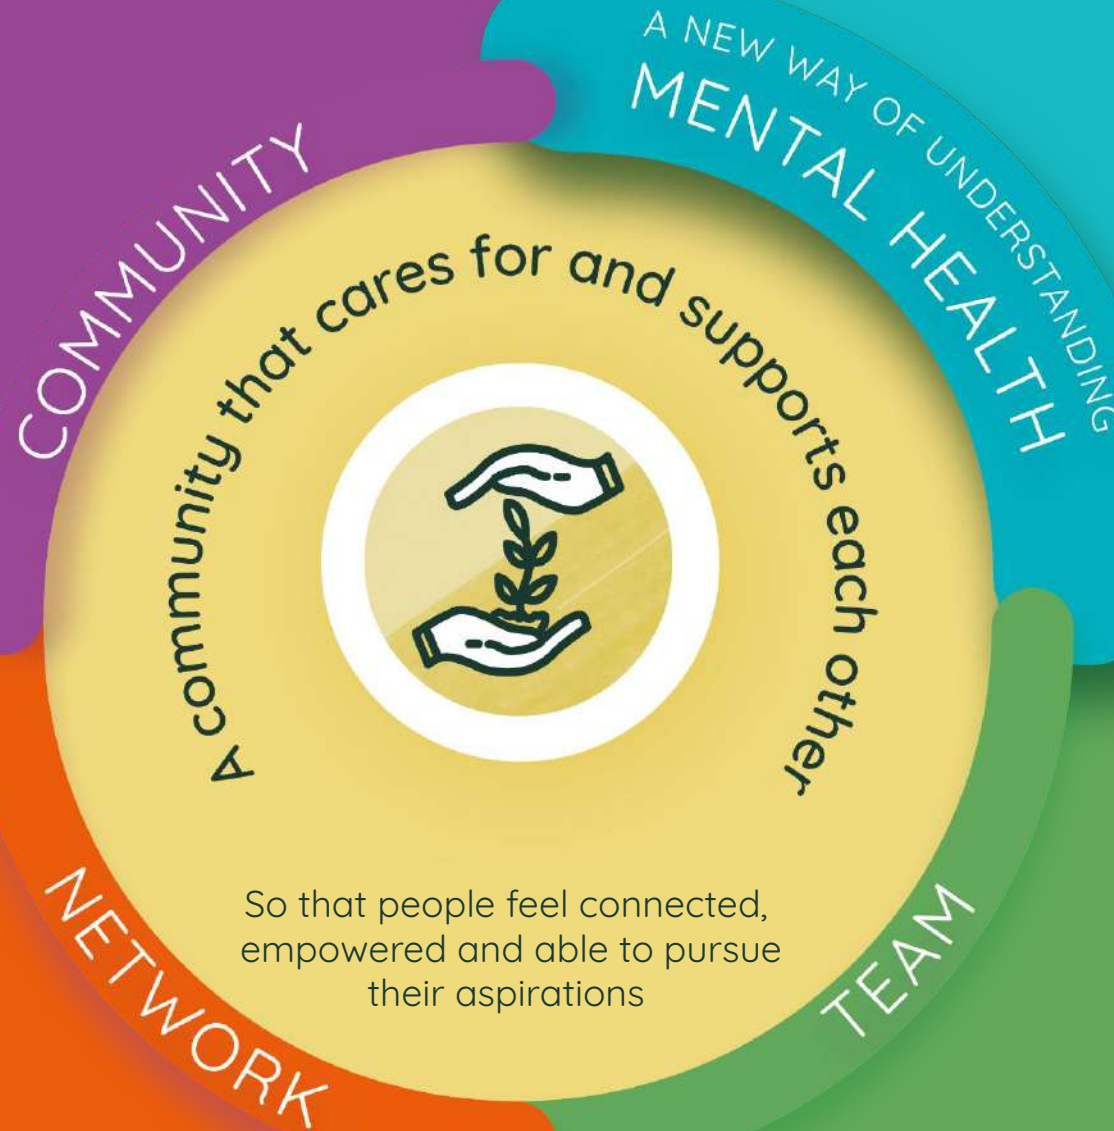 A NEW WAY OF UNDERSTANDING
MENTAL HEALTH
COMMUNITY
A community that cares for and supports each other
So that people feel connected,
empowered and able to pursue
their aspirations
NETWORK
TEAM